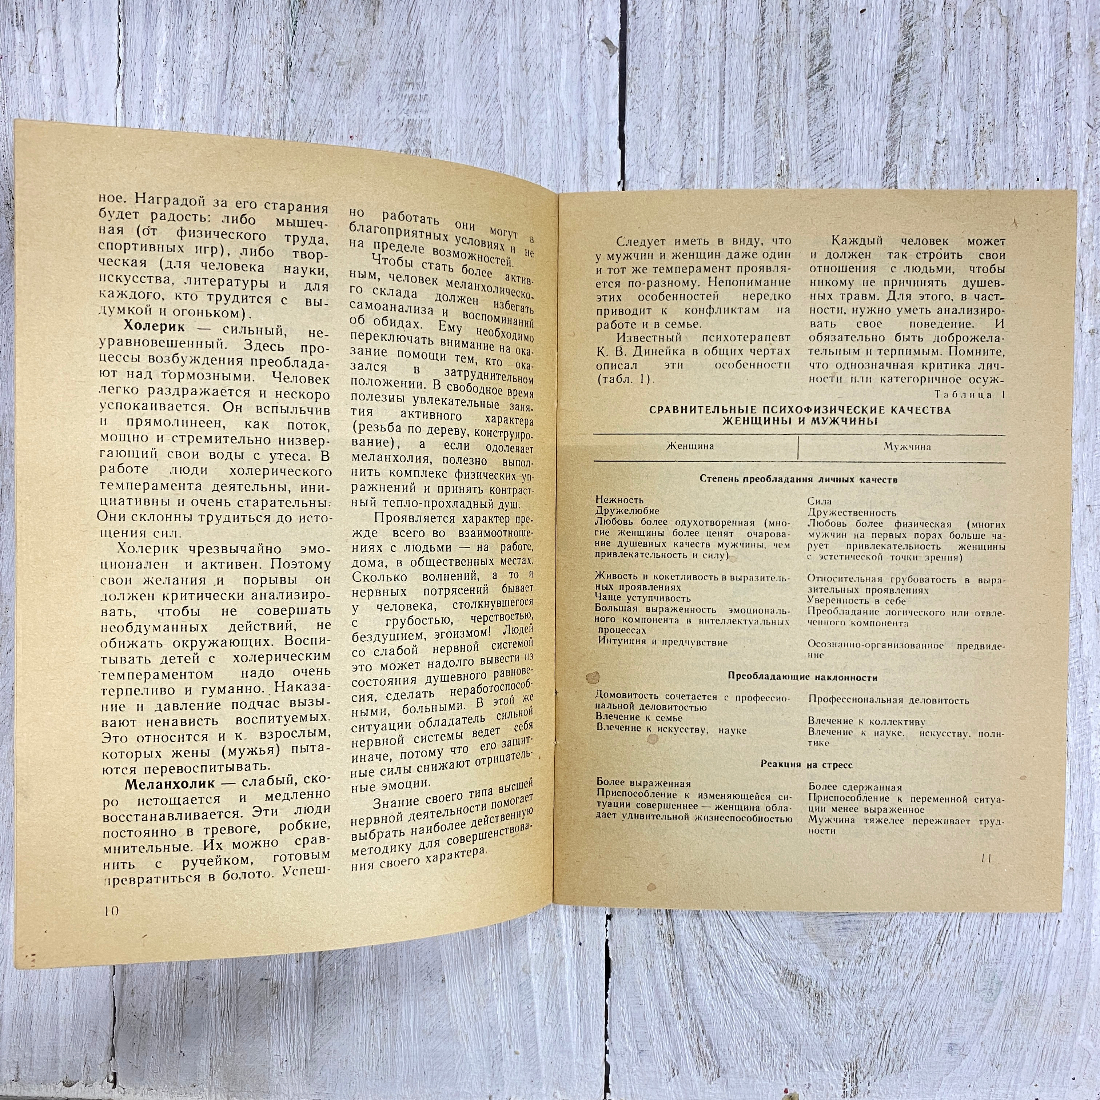 ное. Наградой за его старания
будет радость: либо мышеч-
ная (от физического труда,
спортивных игр), либо твор-
ческая (для человека науки,
искусства, литературы и для
каждого, кто трудится с вы-
думкой и огоньком).
Холерик — сильный, не-
уравновешенный. Здесь про-
цессы возбуждения преоблада-
ют над тормозными. Человек
легко раздражается и нескоро
успокаивается. Он вспыльчив
и прямолинеен, как поток,
мощно и стремительно низвер-
гающий свои воды с утеса. В
работе люди холерического
темперамента деятельны, ини-
циативны и очень старательны.
Они склонны трудиться до исто-
щения сил.
Холерик чрезвычайно эмо-
ционален и активен. Поэтому
свои желания и порывы он
должен критически анализиро-
вать, чтобы не совершать
необдуманных действий, не
обижать окружающих. Воспи-
тывать детей с холерическим
темпераментом надо очень
терпеливо и гуманно. Наказа-
ние и давление подчас вызы-
вают ненависть воспитуемых.
Это относится и к взрослым,
которых жены (мужья) пыта-
ются перевоспитывать.
Меланхолик — слабый, ско-
ро истощается и медленно
восстанавливается. Эти люди
постоянно в тревоге, робкие,
мнительные. Их можно срав-
нить с ручейком, готовым
превратиться в болото. Успеш-
10
но работать они могут в
благоприятных условиях и не
на пределе возможностей.
Чтобы стать более актив-
ным, человек меланхолическо-
го склада должен избегать
самоанализа и воспоминаний
об обидах. Ему необходимо
переключать внимание на ока-
зание помощи тем, кто ока-
зался в затруднительном
положении. В свободное время
полезны увлекательные заня-
тия активного характера
(резьба по дереву, конструиро-
вание), а если одолевает
меланхолия, полезно выпол-
нить комплекс физических уп-
ражнений и принять контраст-
ный тепло-прохладный душ.
Проявляется характер пре-
жде всего во взаимоотноше-
ниях с людьми — на работе,
дома, в общественных местах.
Сколько волнений, а то и
нервных потрясений бывает
у человека, столкнувшегося
с грубостью, черствостью,
бездушием, эгоизмом! Людей
со слабой нервной системой
это может надолго вывести из
состояния душевного равнове-
сия, сделать неработоспособ-
ными, больными. В этой же
ситуации обладатель сильной
нервной системы ведет себя
иначе, потому что его защит-
ные силы снижают отрицатель-
ные эмоции.
Знание своего типа высшей
нервной деятельности помогает
выбрать наиболее действенную
методику для совершенствова-
ния своего характера.
Следует иметь в виду, что
у мужчин и женщин даже один
и тот же темперамент проявля-
ется по-разному. Непонимание
этих особенностей нередко
приводит к конфликтам на
работе и в семье.
Известный психотерапевт
К. В. Динейка в общих чертах
описал эти особенности
(табл. 1).
Каждый человек может
и должен так строить свои
отношения с людьми, чтобы
никому не причинять душев-
ных травм. Для этого, в част-
ности, нужно уметь анализиро-
вать свое поведение. И
обязательно быть доброжела-
тельным и терпимым. Помните,
что однозначная критика лич-
ности или категоричное осуж-
Таблица 1
СРАВНИТЕЛЬНЫЕ ПСИХОФИЗИЧЕСКИЕ КАЧЕСТВА
ЖЕНЩИНЫ И МУЖЧИНЫ
Женщина Мужчина
Степень преобладания личных качеств
Нежность Сила
Дружелюбие Дружественность
Любовь более одухотворенная (мно- Любовь более физическая (многих
гие женщины более ценят очарова- мужчин на первых порах больше ча-
ние душевных качеств мужчины, чем рует привлекательность женщины
привлекательность и силу) с эстетической точки зрения)
Живость и кокетливость в выразитель- Относительная грубоватость в выра-
ных проявлениях зительных проявлениях
Чаще уступчивость Уверенность в себе
Большая выраженность эмоциональ- Преобладание логического или отвле-
ного компонента в интеллектуальных ченного компонента
процессах
Интуиция и предчувствие Осознанно-организованное предвиде-
ние
Преобладающие наклонности
Домовитость сочетается с профессио- Профессиональная деловитость
нальной деловитостью
Влечение к семье Влечение к коллективу
Влечение к искусству, науке Влечение к науке, искусству, поли-
тике
Реакция на стресс
Более выраженная Более сдержанная
Приспособление к изменяющейся си- Приспособление к переменной ситуа-
туации совершеннее — женщина обла- ции менее выраженное
дает удивительной жизнеспособностью Мужчина тяжелее переживает труд-
ности
11